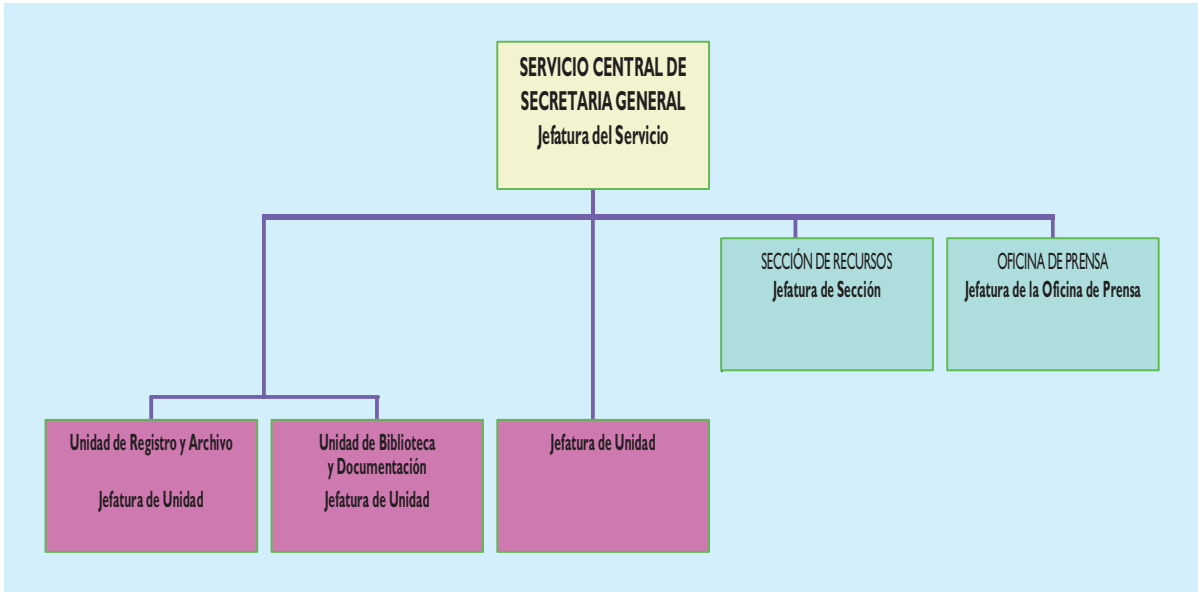 SERVICIO CENTRAL DE
SECRETARIA GENERAL
Jefatura del Servicio
SECCIÓN DE RECURSOS
Jefatura de Sección
OFICINA DE PRENSA
Jefatura de la Oficina de Prensa
Unidad de Registro y Archivo
Jefatura de Unidad
Unidad de Biblioteca
y Documentación
Jefatura de Unidad
Jefatura de Unidad